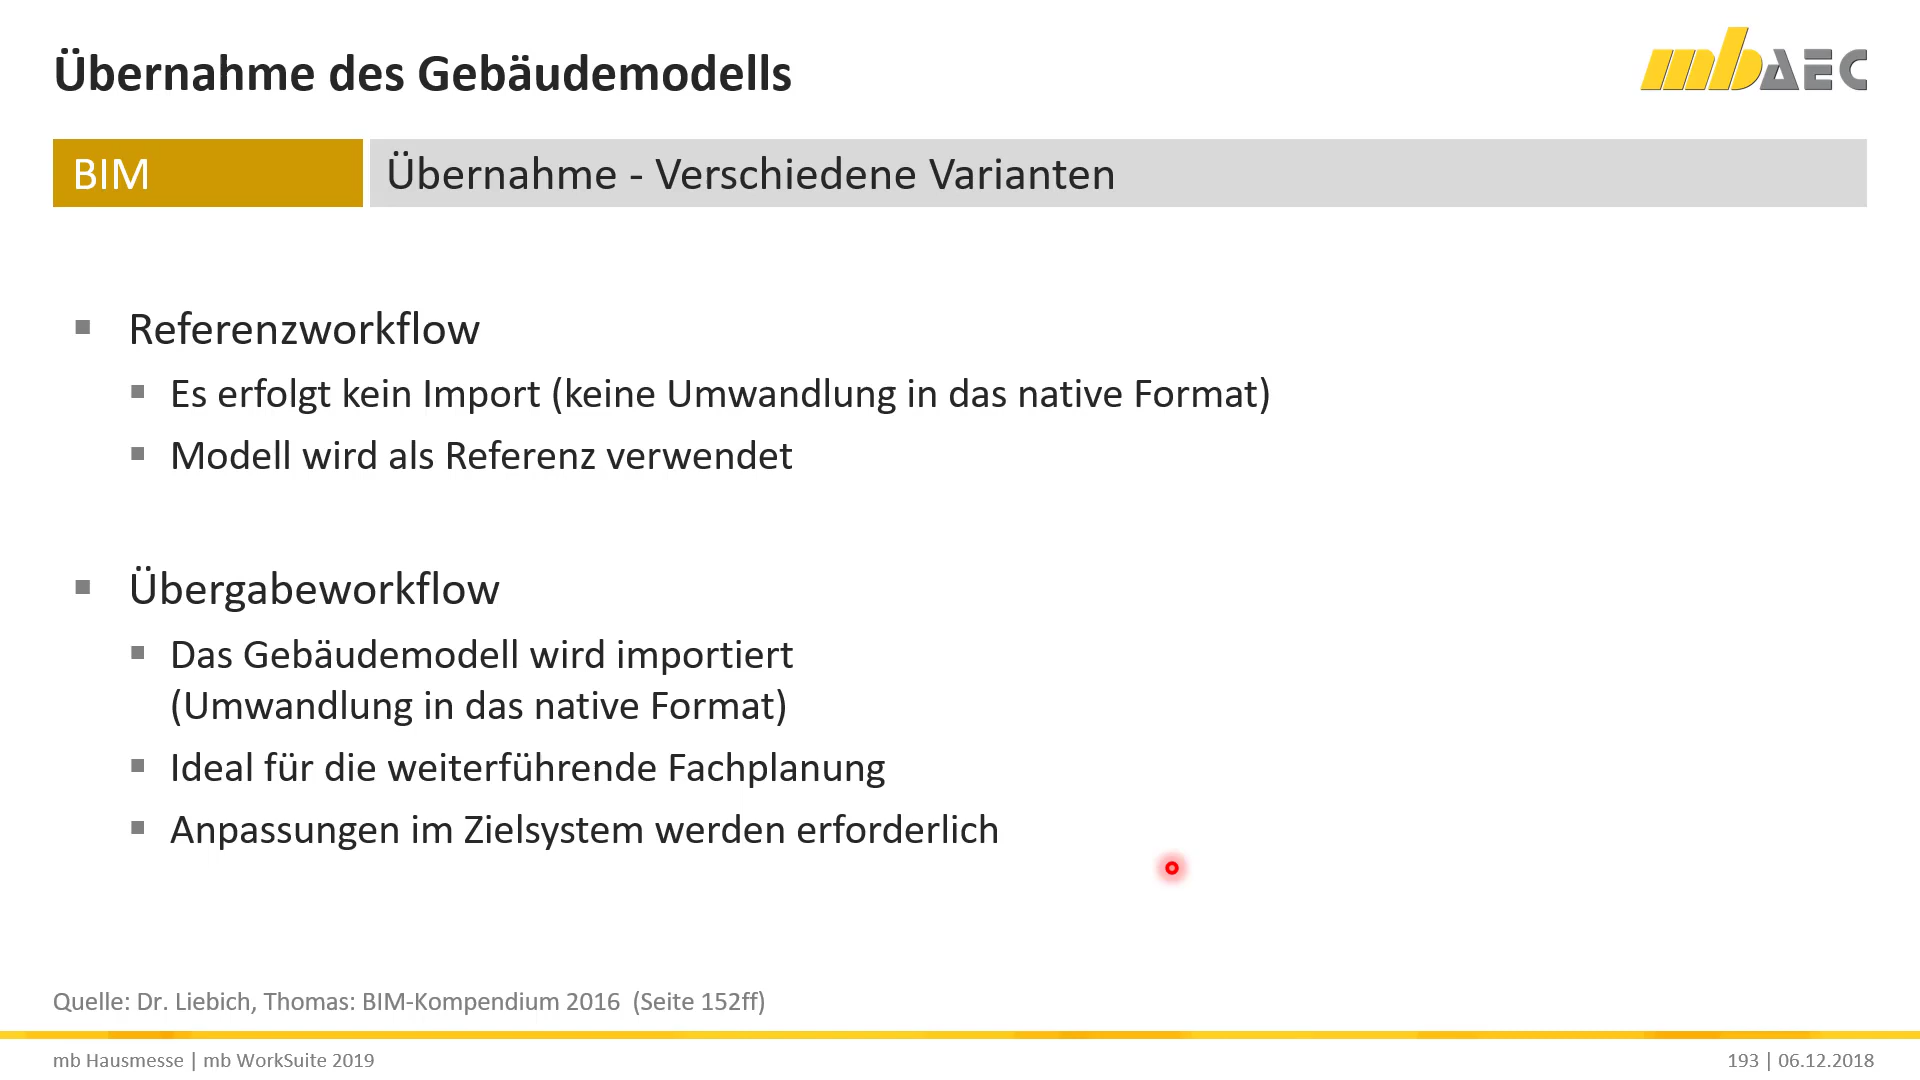 Übernahme des Gebäudemodells
mbAEC
BIM
Übernahme - Verschiedene Varianten
Referenzworkflow
Es erfolgt kein Import (keine Umwandlung in das native Format)
Modell wird als Referenz verwendet
Übergabeworkflow
Das Gebäudemodell wird importiert
(Umwandlung in das native Format)
Ideal für die weiterführende Fachplanung
Anpassungen im Zielsystem werden erforderlich
Quelle: Dr. Liebich, Thomas: BIM-Kompendium 2016 (Seite 152ff)
mb Hausmesse | mb WorkSuite 2019
193 | 06.12.2018